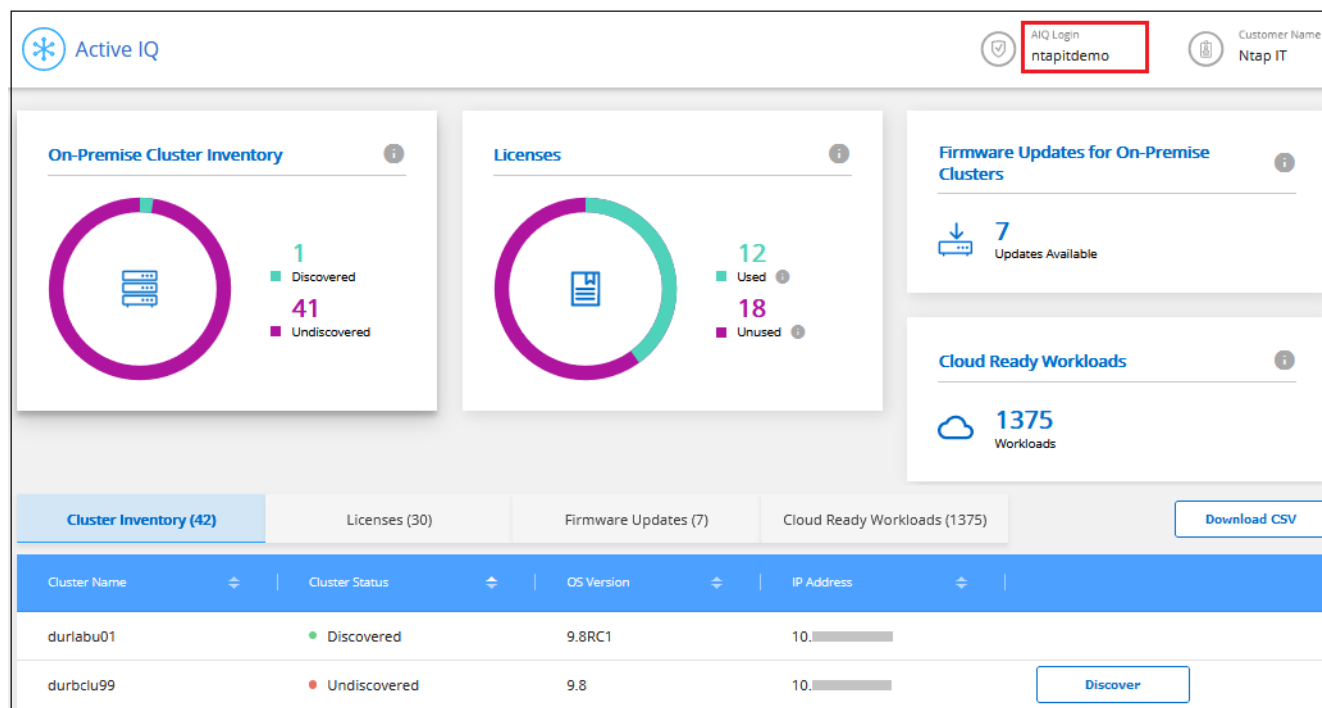 Active IQ
AIQ Login
ntapitdemo
Customer Name
Ntap IT
On-Premise Cluster Inventory
1
Discovered
41
Undiscovered
Licenses
12
Used
18
Unused
Firmware Updates for On-Premise
Clusters
7
Updates Available
Cloud Ready Workloads
1375
Workloads
Cluster Inventory (42)
Licenses (30)
Firmware Updates (7)
Cloud Ready Workloads (1375)
Download CSV
Cluster Name
Cluster Status
OS Version
IP Address
durlabu01
Discovered
9.8RC1
10.
durbclu99
Undiscovered
9.8
10.
Discover